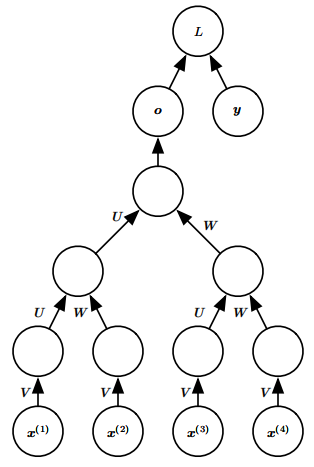 L
o y
U W
U W U W
V V V V
x^(1) x^(2) x^(3) x^(4)